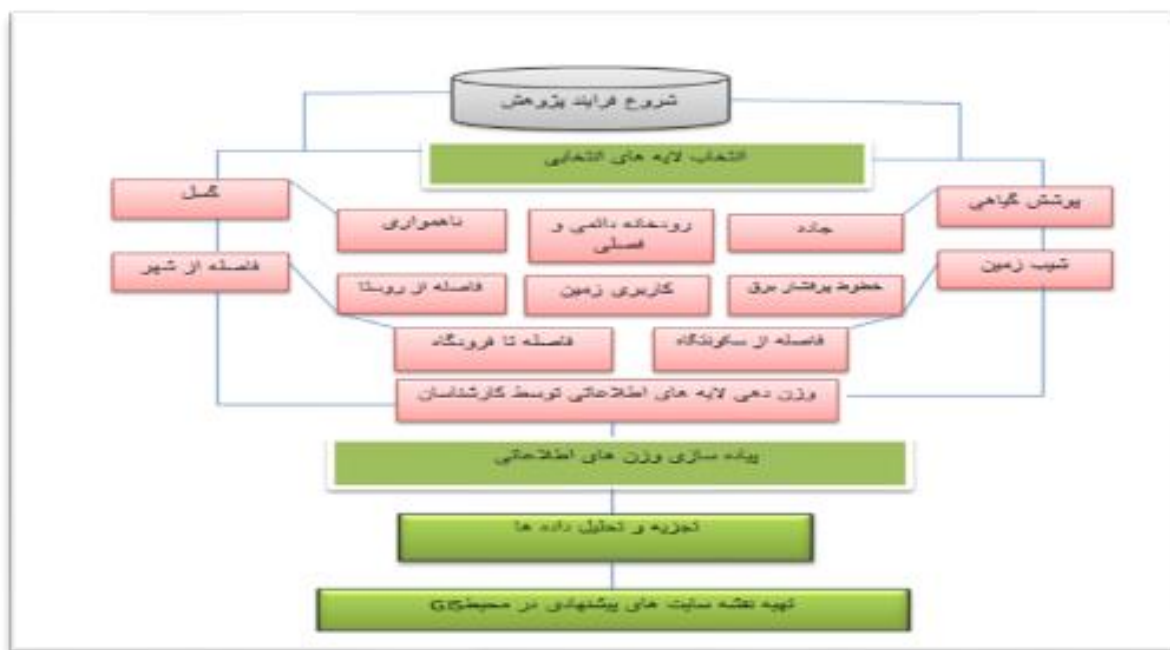 شروع فرایند پژوهش
انتخاب لایه های انتخابی
پوشش گیاهی
گسل
جاده
رودخانه دائمی و
فصلی
ناهمواری
شیب زمین
فاصله از شهر
خطوط پرفشار برق
کاربری زمین
فاصله از روستا
فاصله از سکونتگاه
فاصله تا فرودگاه
وزن دهی لایه های اطلاعاتی توسط کارشناسان
پیاده سازی وزن های اطلاعاتی
تجزیه و تحلیل داده ها
تهیه نقشه سایت های پیشنهادی در محیطGIS